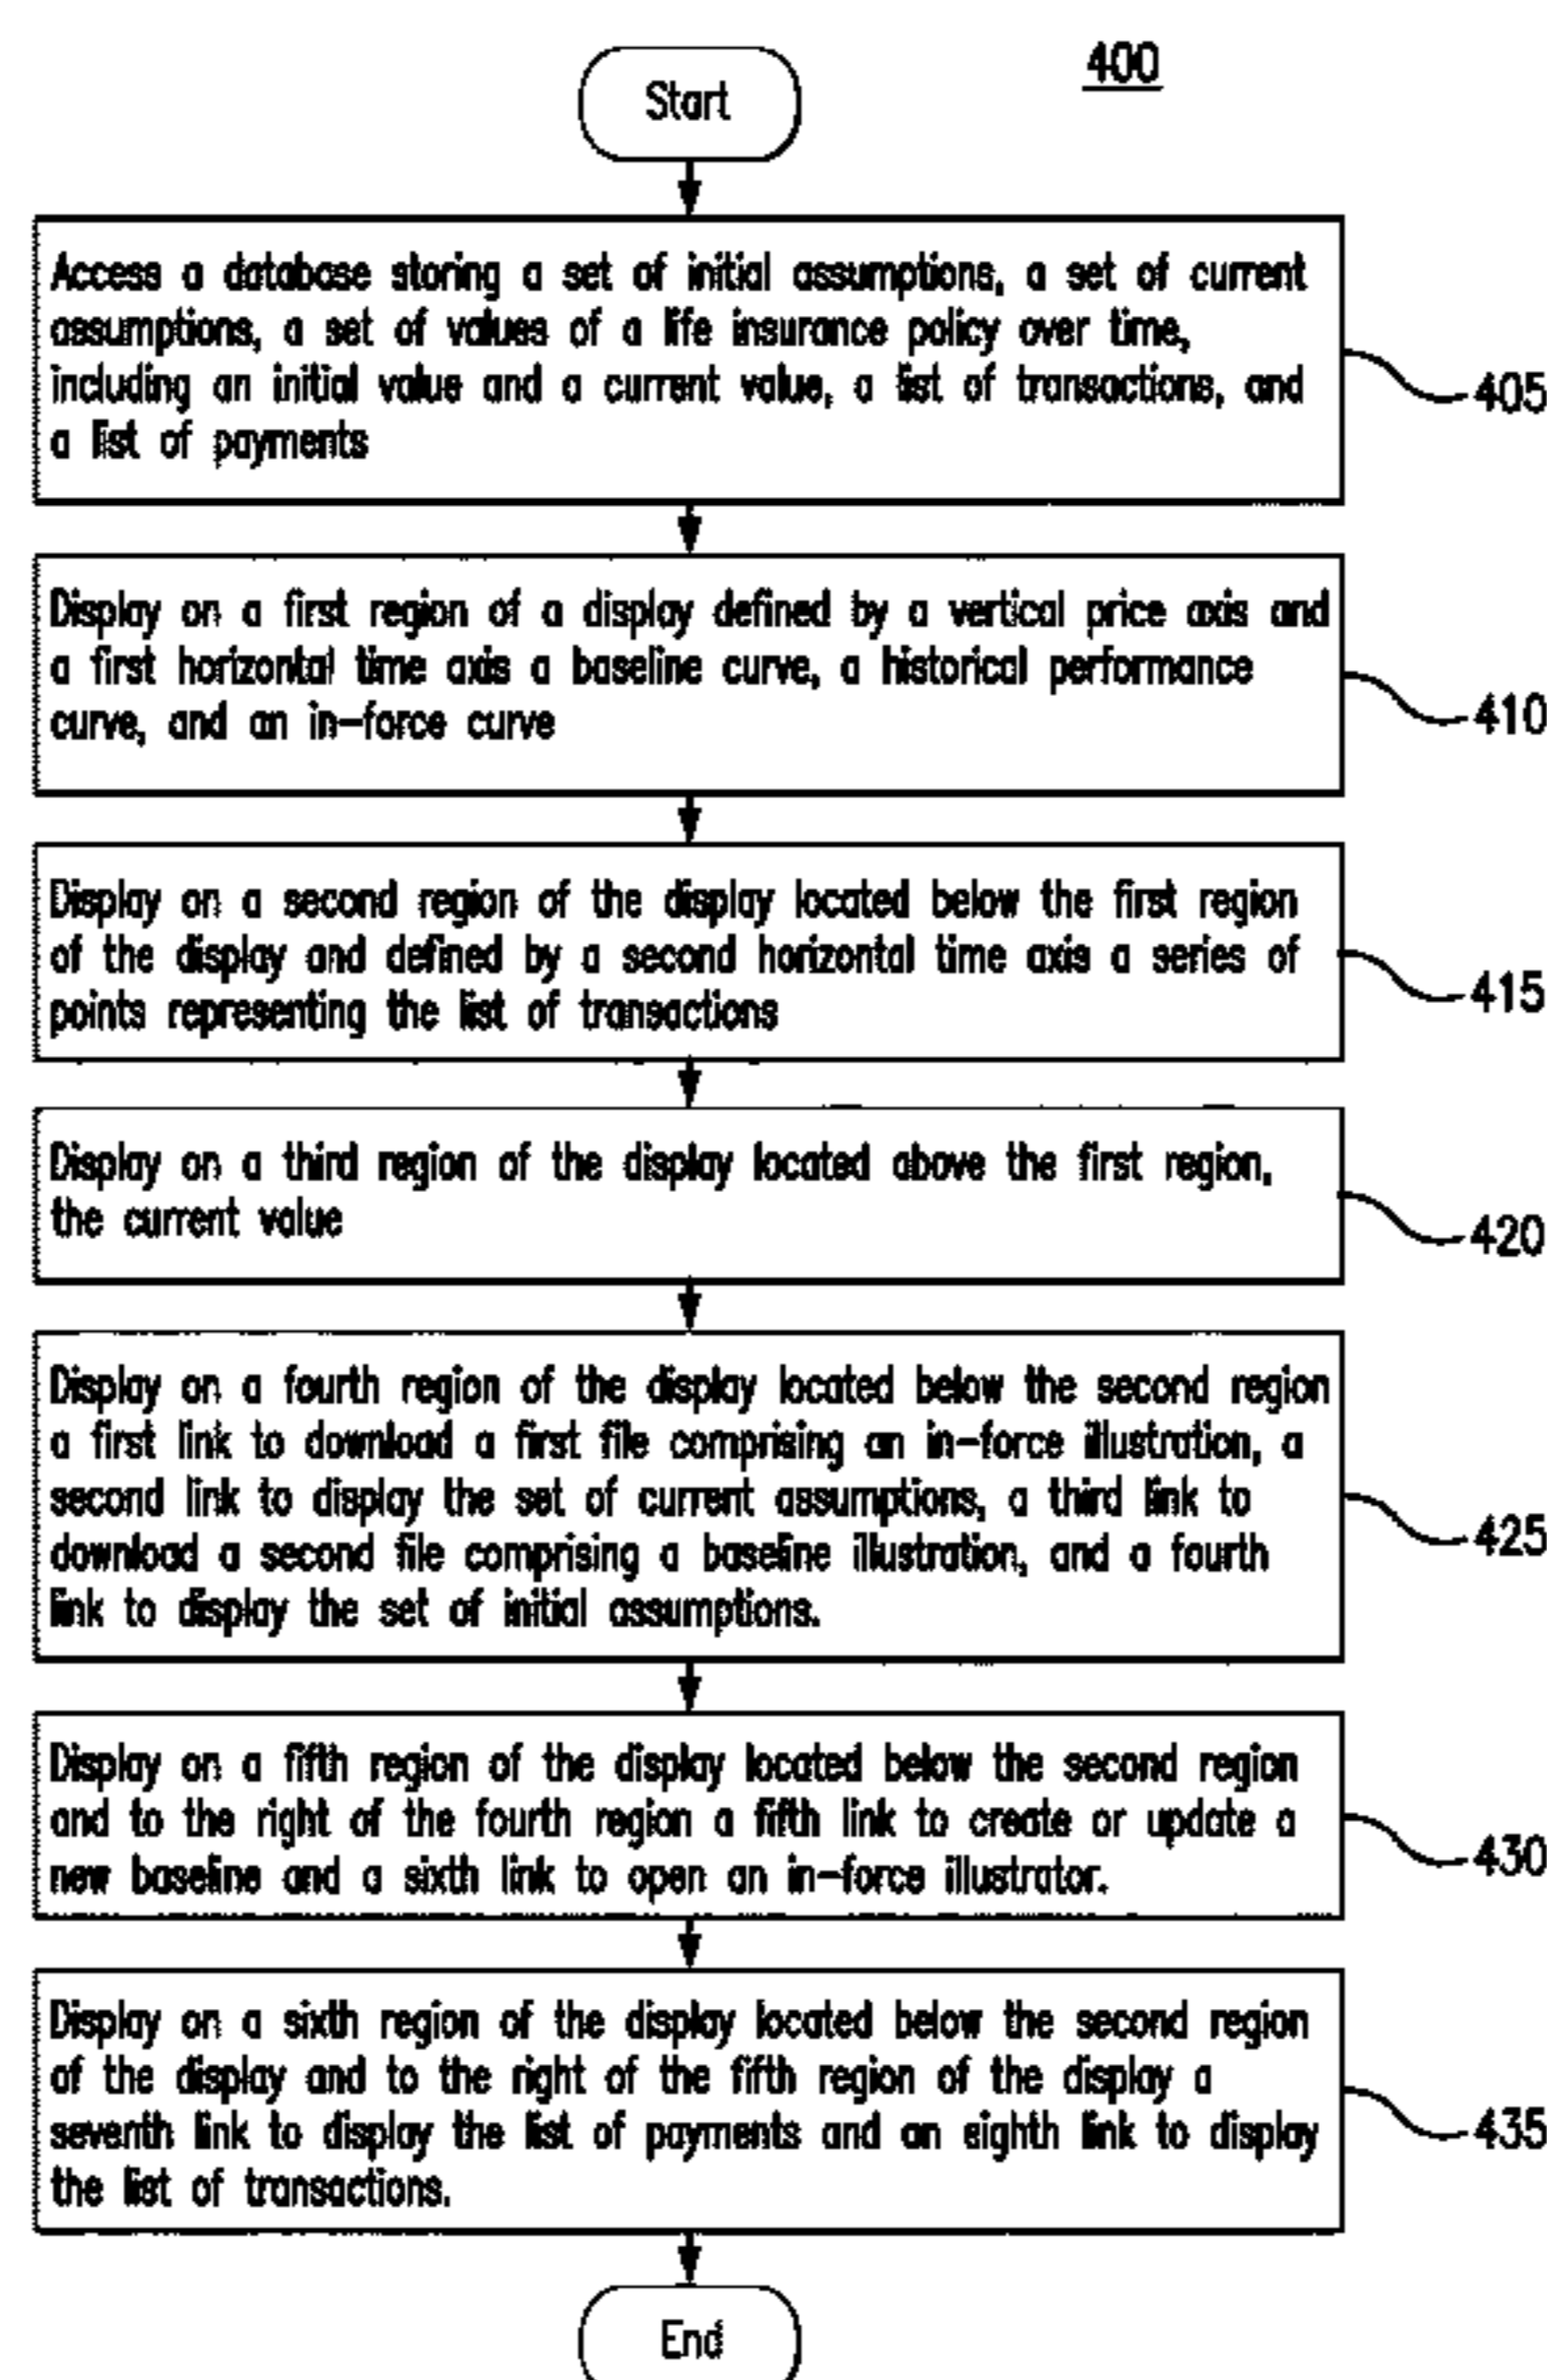 400
Start
Access a database storing a set of initial assumptions, a set of current
assumptions, a set of values of a life insurance policy over time,
including an initial value and a current value, a list of transactions, and
a list of payments
405
Display on a first region of a display defined by a vertical price axis and
a first horizontal time axis a baseline curve, a historical performance
curve, and an in-force curve
410
Display on a second region of the display located below the first region
of the display and defined by a second horizontal time axis a series of
points representing the list of transactions
415
Display on a third region of the display located above the first region,
the current value
420
Display on a fourth region of the display located below the second region
a first link to download a first file comprising an in-force illustration, a
second link to display the set of current assumptions, a third link to
download a second file comprising a baseline illustration, and a fourth
link to display the set of initial assumptions.
425
Display on a fifth region of the display located below the second region
and to the right of the fourth region a fifth link to create or update a
new baseline and a sixth link to open an in-force illustrator.
430
Display on a sixth region of the display located below the second region
of the display and to the right of the fifth region of the display a
seventh link to display the list of payments and an eighth link to display
the list of transactions.
435
End